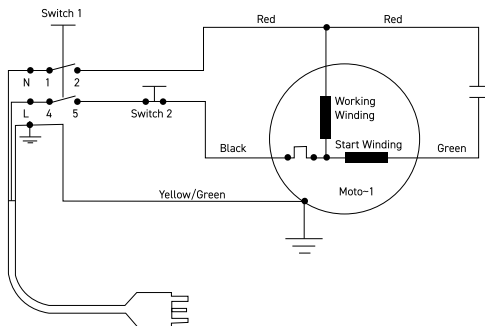 Switch 1
Red
Red
N 1 2
L 4 5
Switch 2
Working
Winding
Start Winding
Black
Green
Moto~1
Yellow/Green